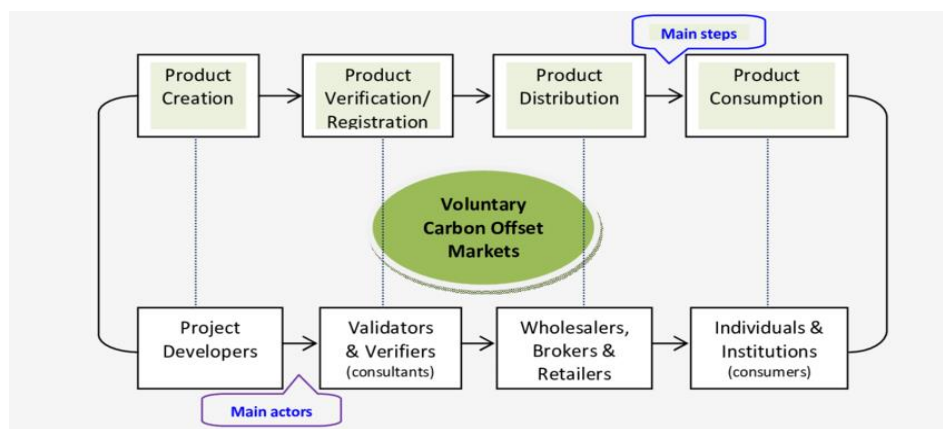 Main steps
Product
Creation
Product
Verification/
Registration
Product
Distribution
Product
Consumption
Voluntary
Carbon Offset
Markets
Project
Developers
Validators
& Verifiers
(consultants)
Wholesalers,
Brokers &
Retailers
Individuals &
Institutions
(consumers)
Main actors